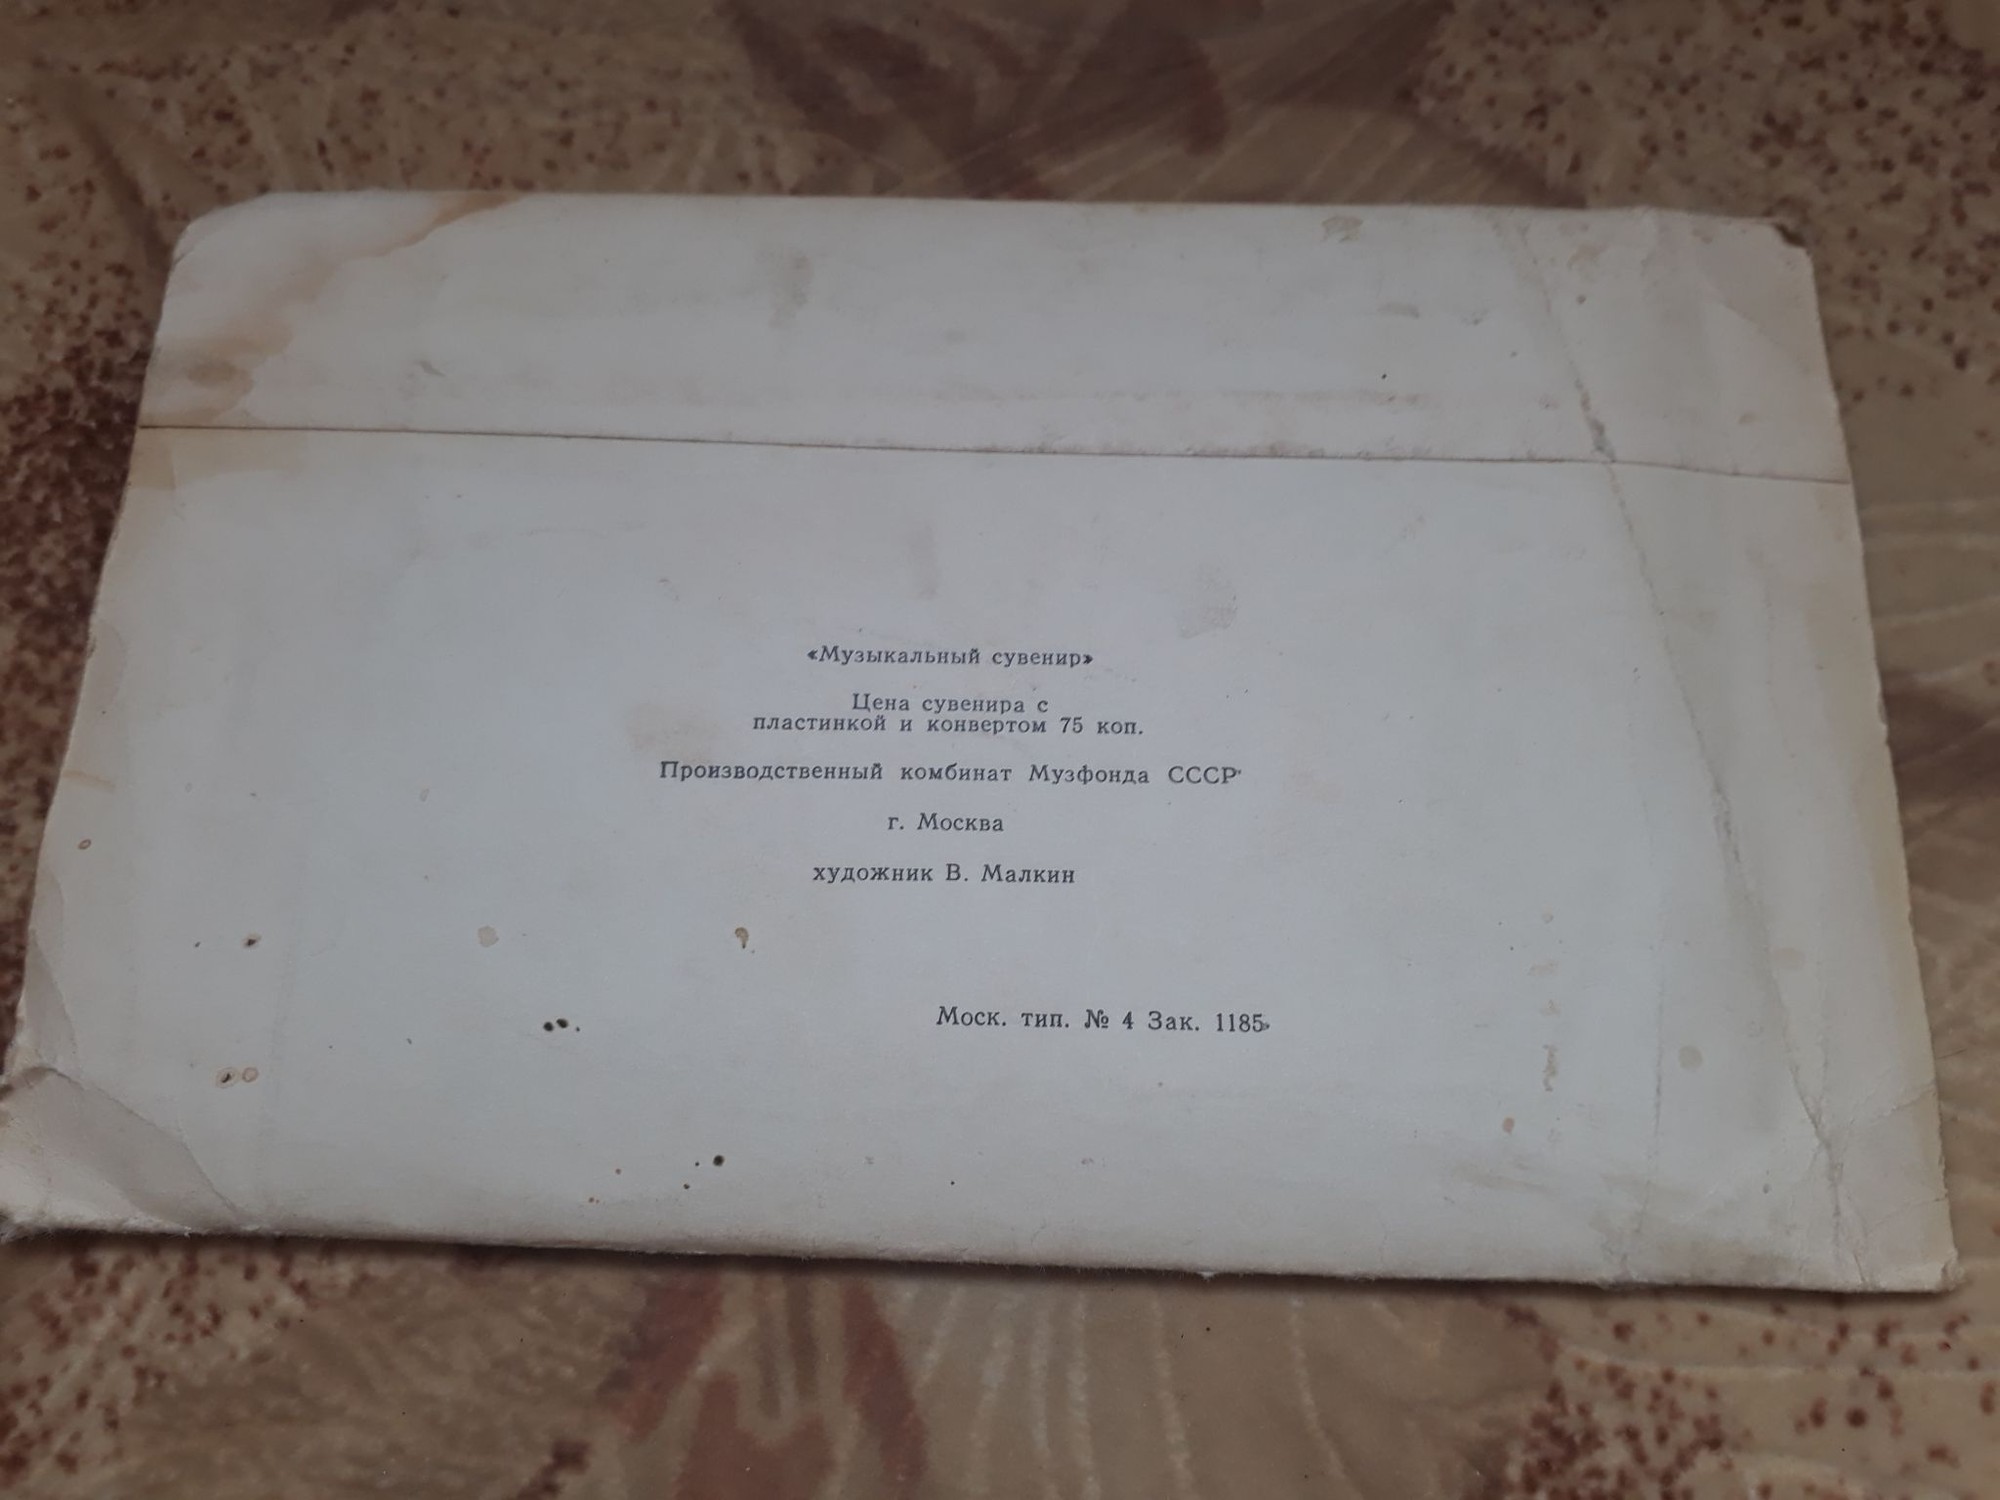 «Музыкальный сувенир»
Цена сувенира с
пластинкой и конвертом 75 коп.
Производственный комбинат Музфонда СССР
г. Москва
художник В. Малкин
Моск. тип. № 4 Зак. 1185